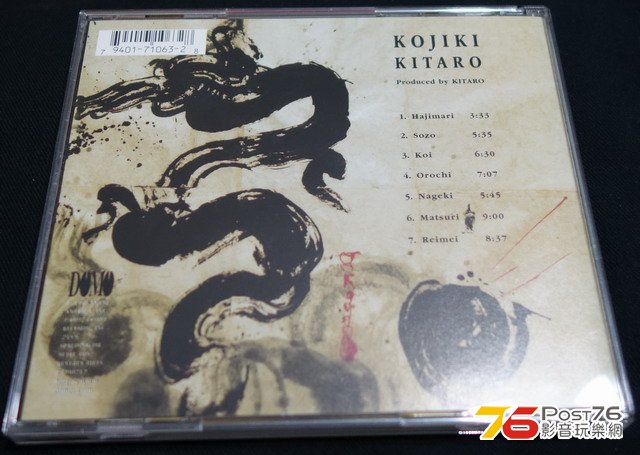 7 9401-71063-2 8
KOJIKI
KITARO
Produced by KITARO
1. Hajimari 3:33
2. Sozo 5:35
3. Koi 6:30
4. Orochi 7:07
5. Nageki 5:45
6. Matsuri 9:00
7. Reimei 8:37
DOMO
76 POST76
影音玩樂網